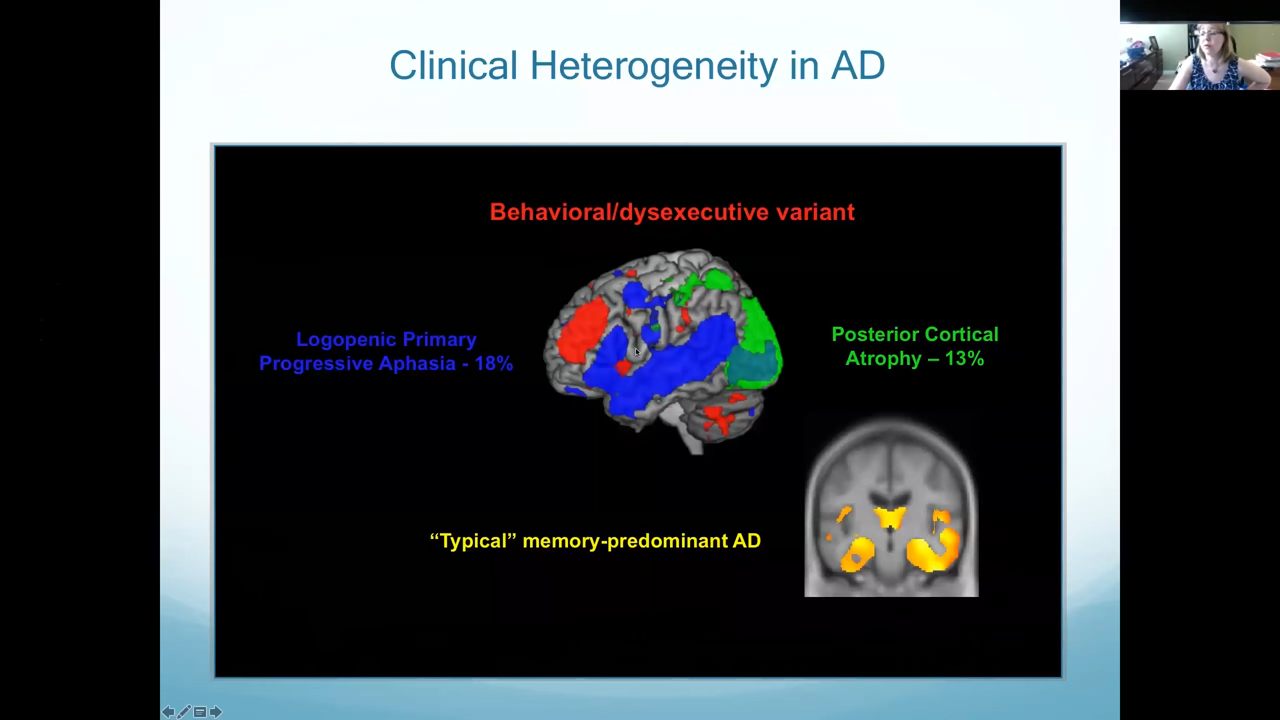 Clinical Heterogeneity in AD
Behavioral/dysexecutive variant
Logopenic Primary
Progressive Aphasia - 18%
Posterior Cortical
Atrophy – 13%
“Typical” memory-predominant AD